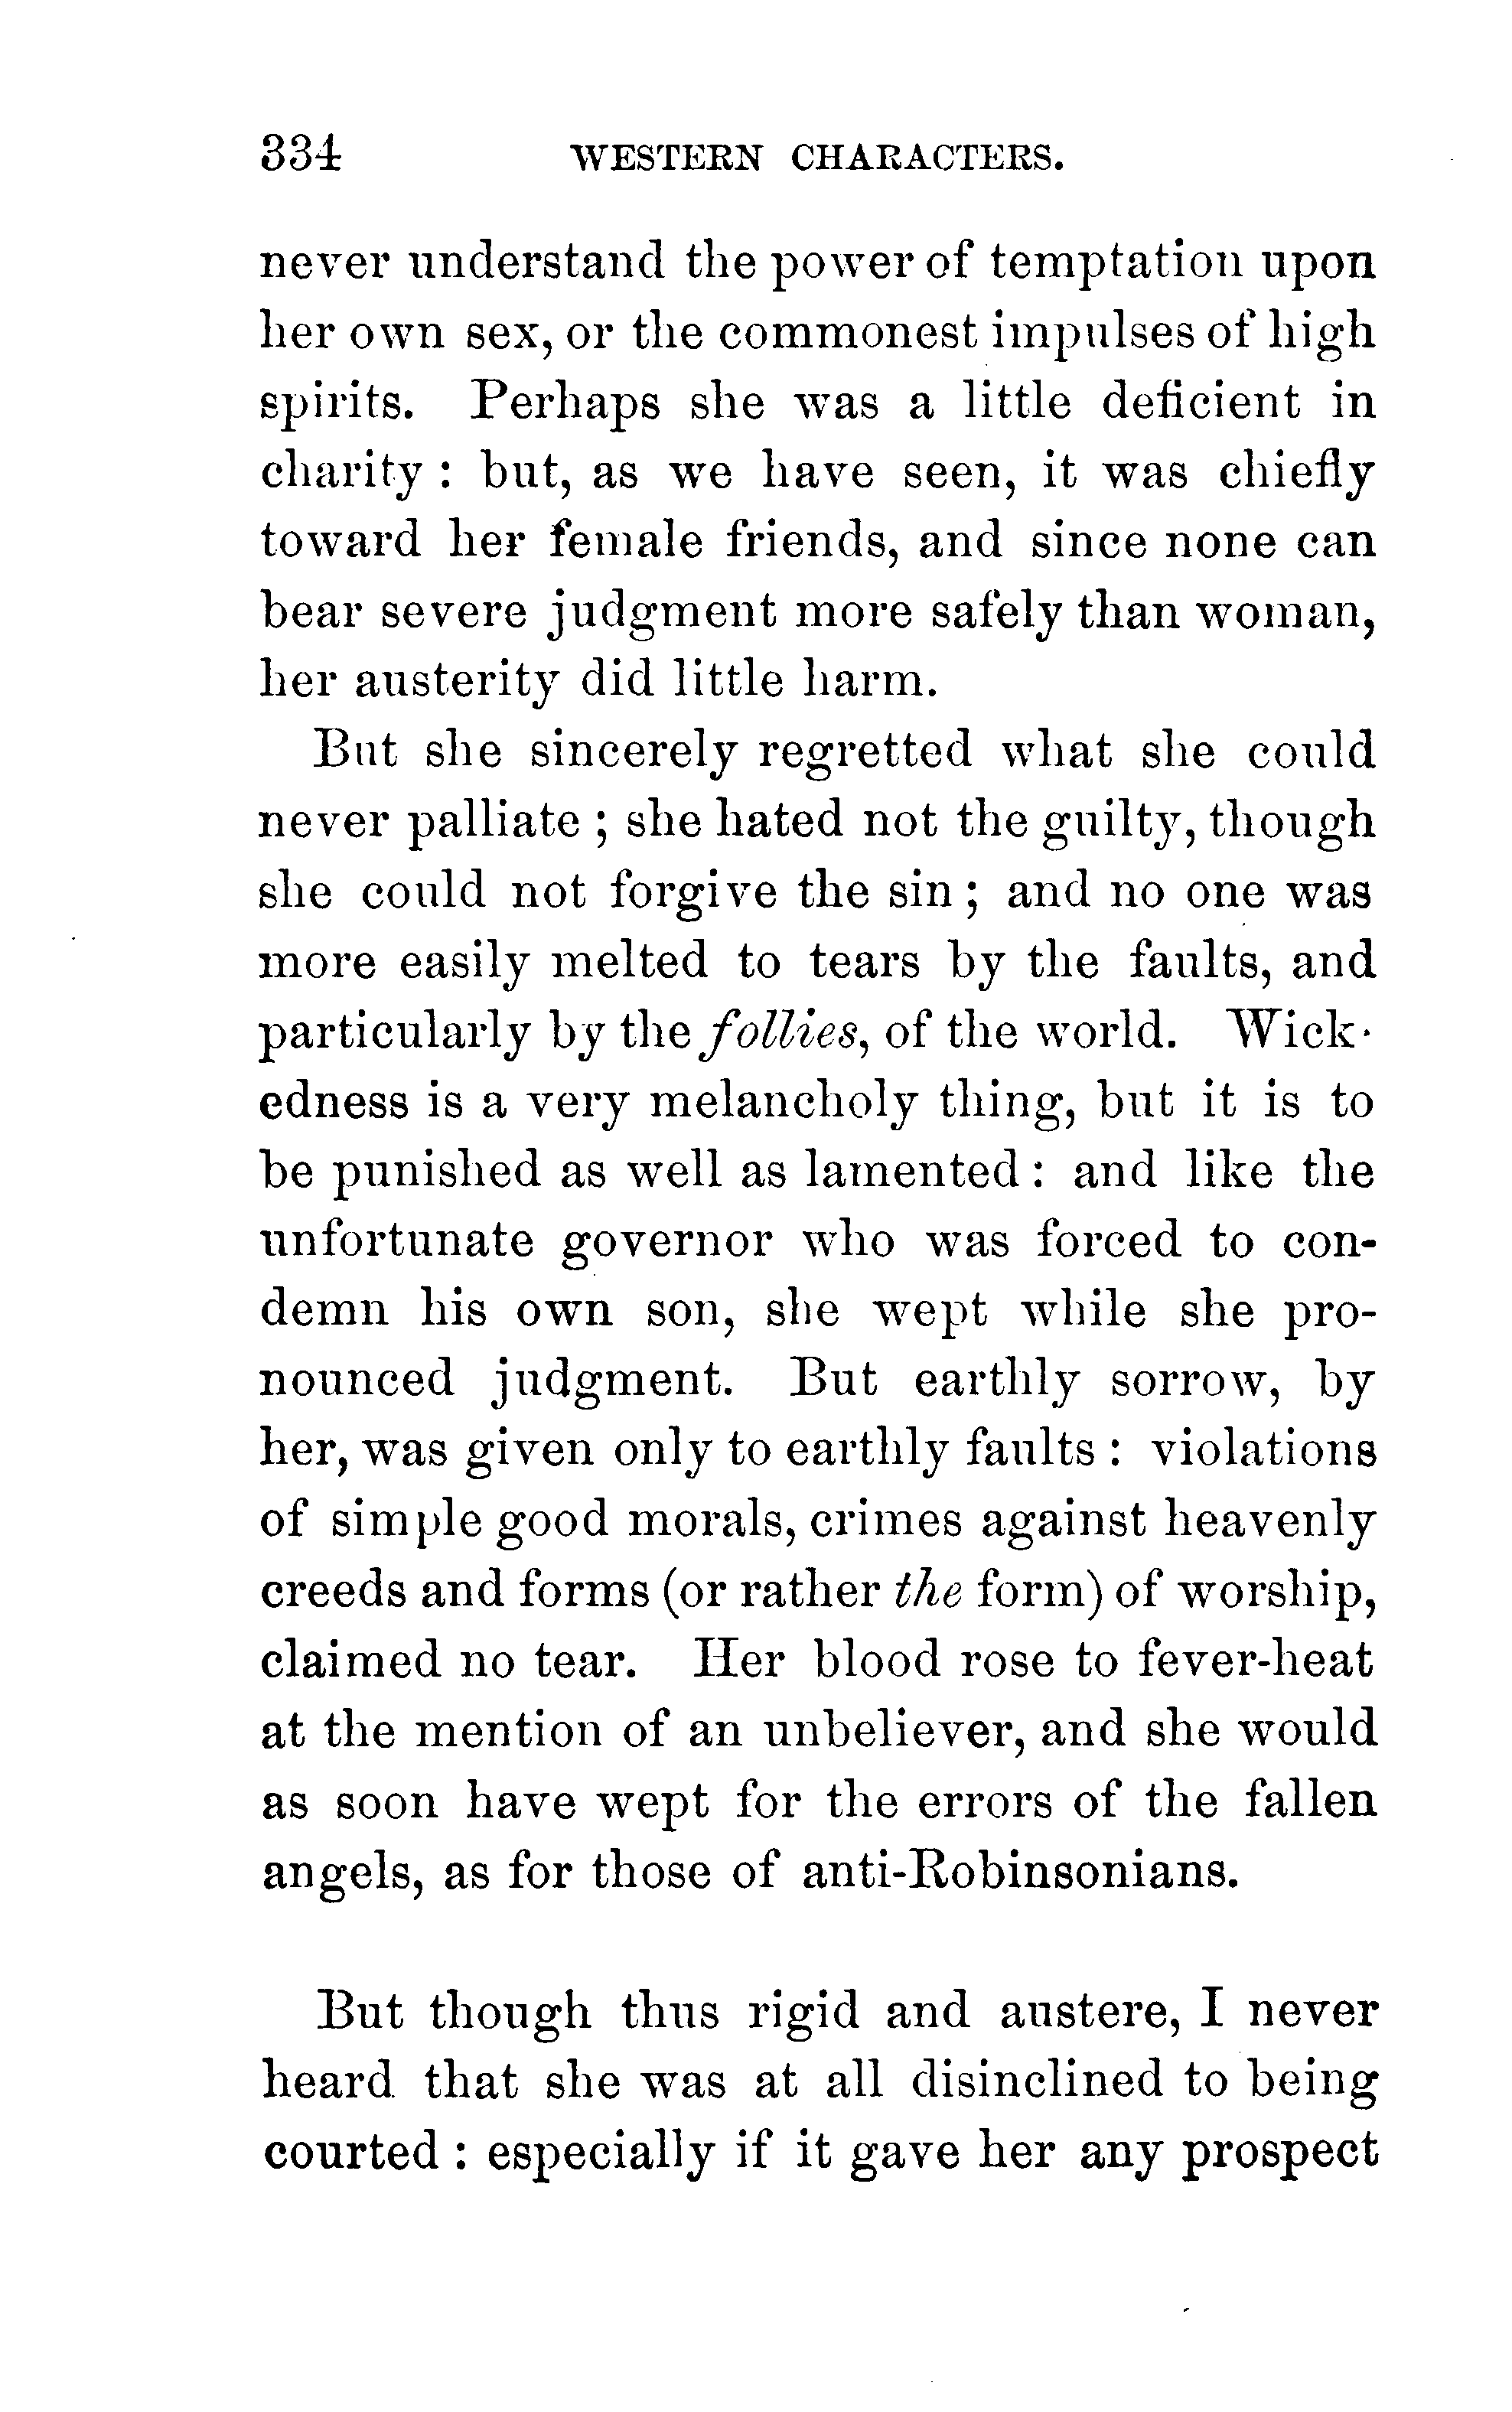 334 WESTERN CHARACTERS.
never understand the power of temptation upon
her own sex, or the commonest impulses of high
spirits. Perhaps she was a little deficient in
charity : but, as we have seen, it was chiefly
toward her female friends, and since none can
bear severe judgment more safely than woman,
her austerity did little harm.
But she sincerely regretted what she could
never palliate ; she hated not the guilty, though
she could not forgive the sin ; and no one was
more easily melted to tears by the faults, and
particularly by the follies, of the world. Wick-
edness is a very melancholy thing, but it is to
be punished as well as lamented : and like the
unfortunate governor who was forced to con-
demn his own son, she wept while she pro-
nounced judgment. But earthly sorrow, by
her, was given only to earthly faults : violations
of simple good morals, crimes against heavenly
creeds and forms (or rather the form) of worship,
claimed no tear. Her blood rose to fever-heat
at the mention of an unbeliever, and she would
as soon have wept for the errors of the fallen
angels, as for those of anti-Robinsonians.
But though thus rigid and austere, I never
heard that she was at all disinclined to being
courted : especially if it gave her any prospect